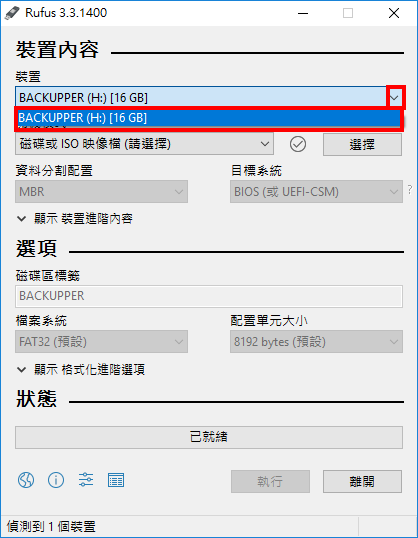 Rufus 3.3.1400
裝置內容
裝置
BACKUPPER (H:) [16 GB]
BACKUPPER (H:) [16 GB]
磁碟或 ISO 映像檔 (請選擇)
選擇
資料分割配置
目標系統
MBR
BIOS (或 UEFI-CSM)
?
顯示 裝置進階內容
選項
磁碟區標籤
BACKUPPER
檔案系統
配置單元大小
FAT32 (預設)
8192 bytes (預設)
顯示 格式化進階選項
狀態
已就緒
執行
離開
偵測到 1 個裝置